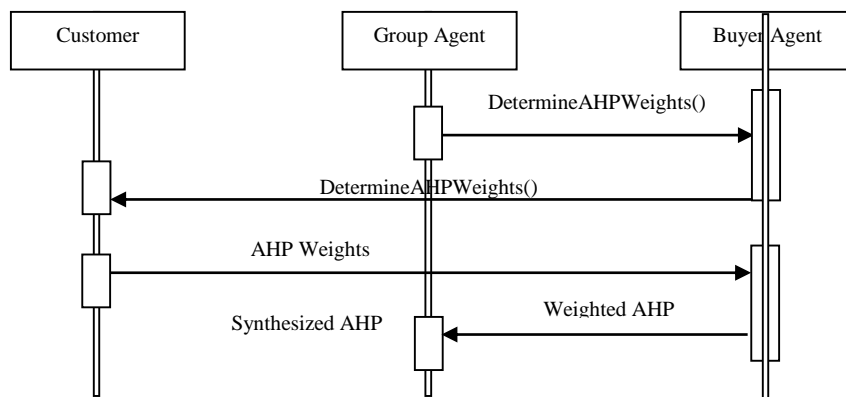 Customer
Group Agent
Buyer Agent
DetermineAHPWeights()
DetermineAHPWeights()
AHP Weights
Weighted AHP
Synthesized AHP